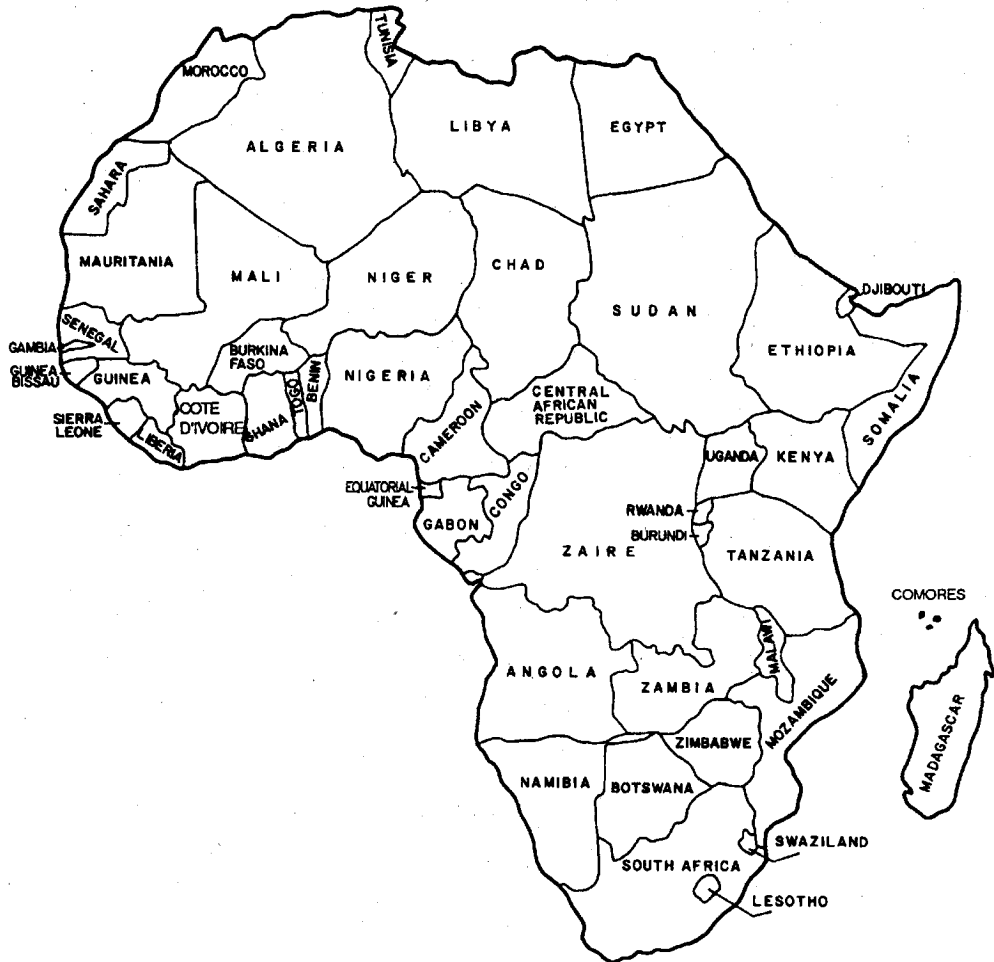 TUNISIA
MOROCCO
ALGERIA
LIBYA
EGYPT
SAHARA
MAURITANIA
MALI
NIGER
CHAD
SUDAN
DJIBOUTI
SENEGAL
GAMBIA
GUINEA
BISSAU
GUINEA
BURKINA
FASO
BENIN
TOGO
NIGERIA
ETHIOPIA
SOMALIA
SIERRA
LEONE
LIBERIA
COTE
D'IVOIRE
GHANA
CAMEROON
CENTRAL
AFRICAN
REPUBLIC
UGANDA
KENYA
EQUATORIAL
GUINEA
GABON
CONGO
ZAIRE
RWANDA
BURUNDI
TANZANIA
COMORES
ANGOLA
ZAMBIA
MALAWI
MOZAMBIQUE
MADAGASCAR
NAMIBIA
BOTSWANA
ZIMBABWE
SWAZILAND
SOUTH AFRICA
LESOTHO